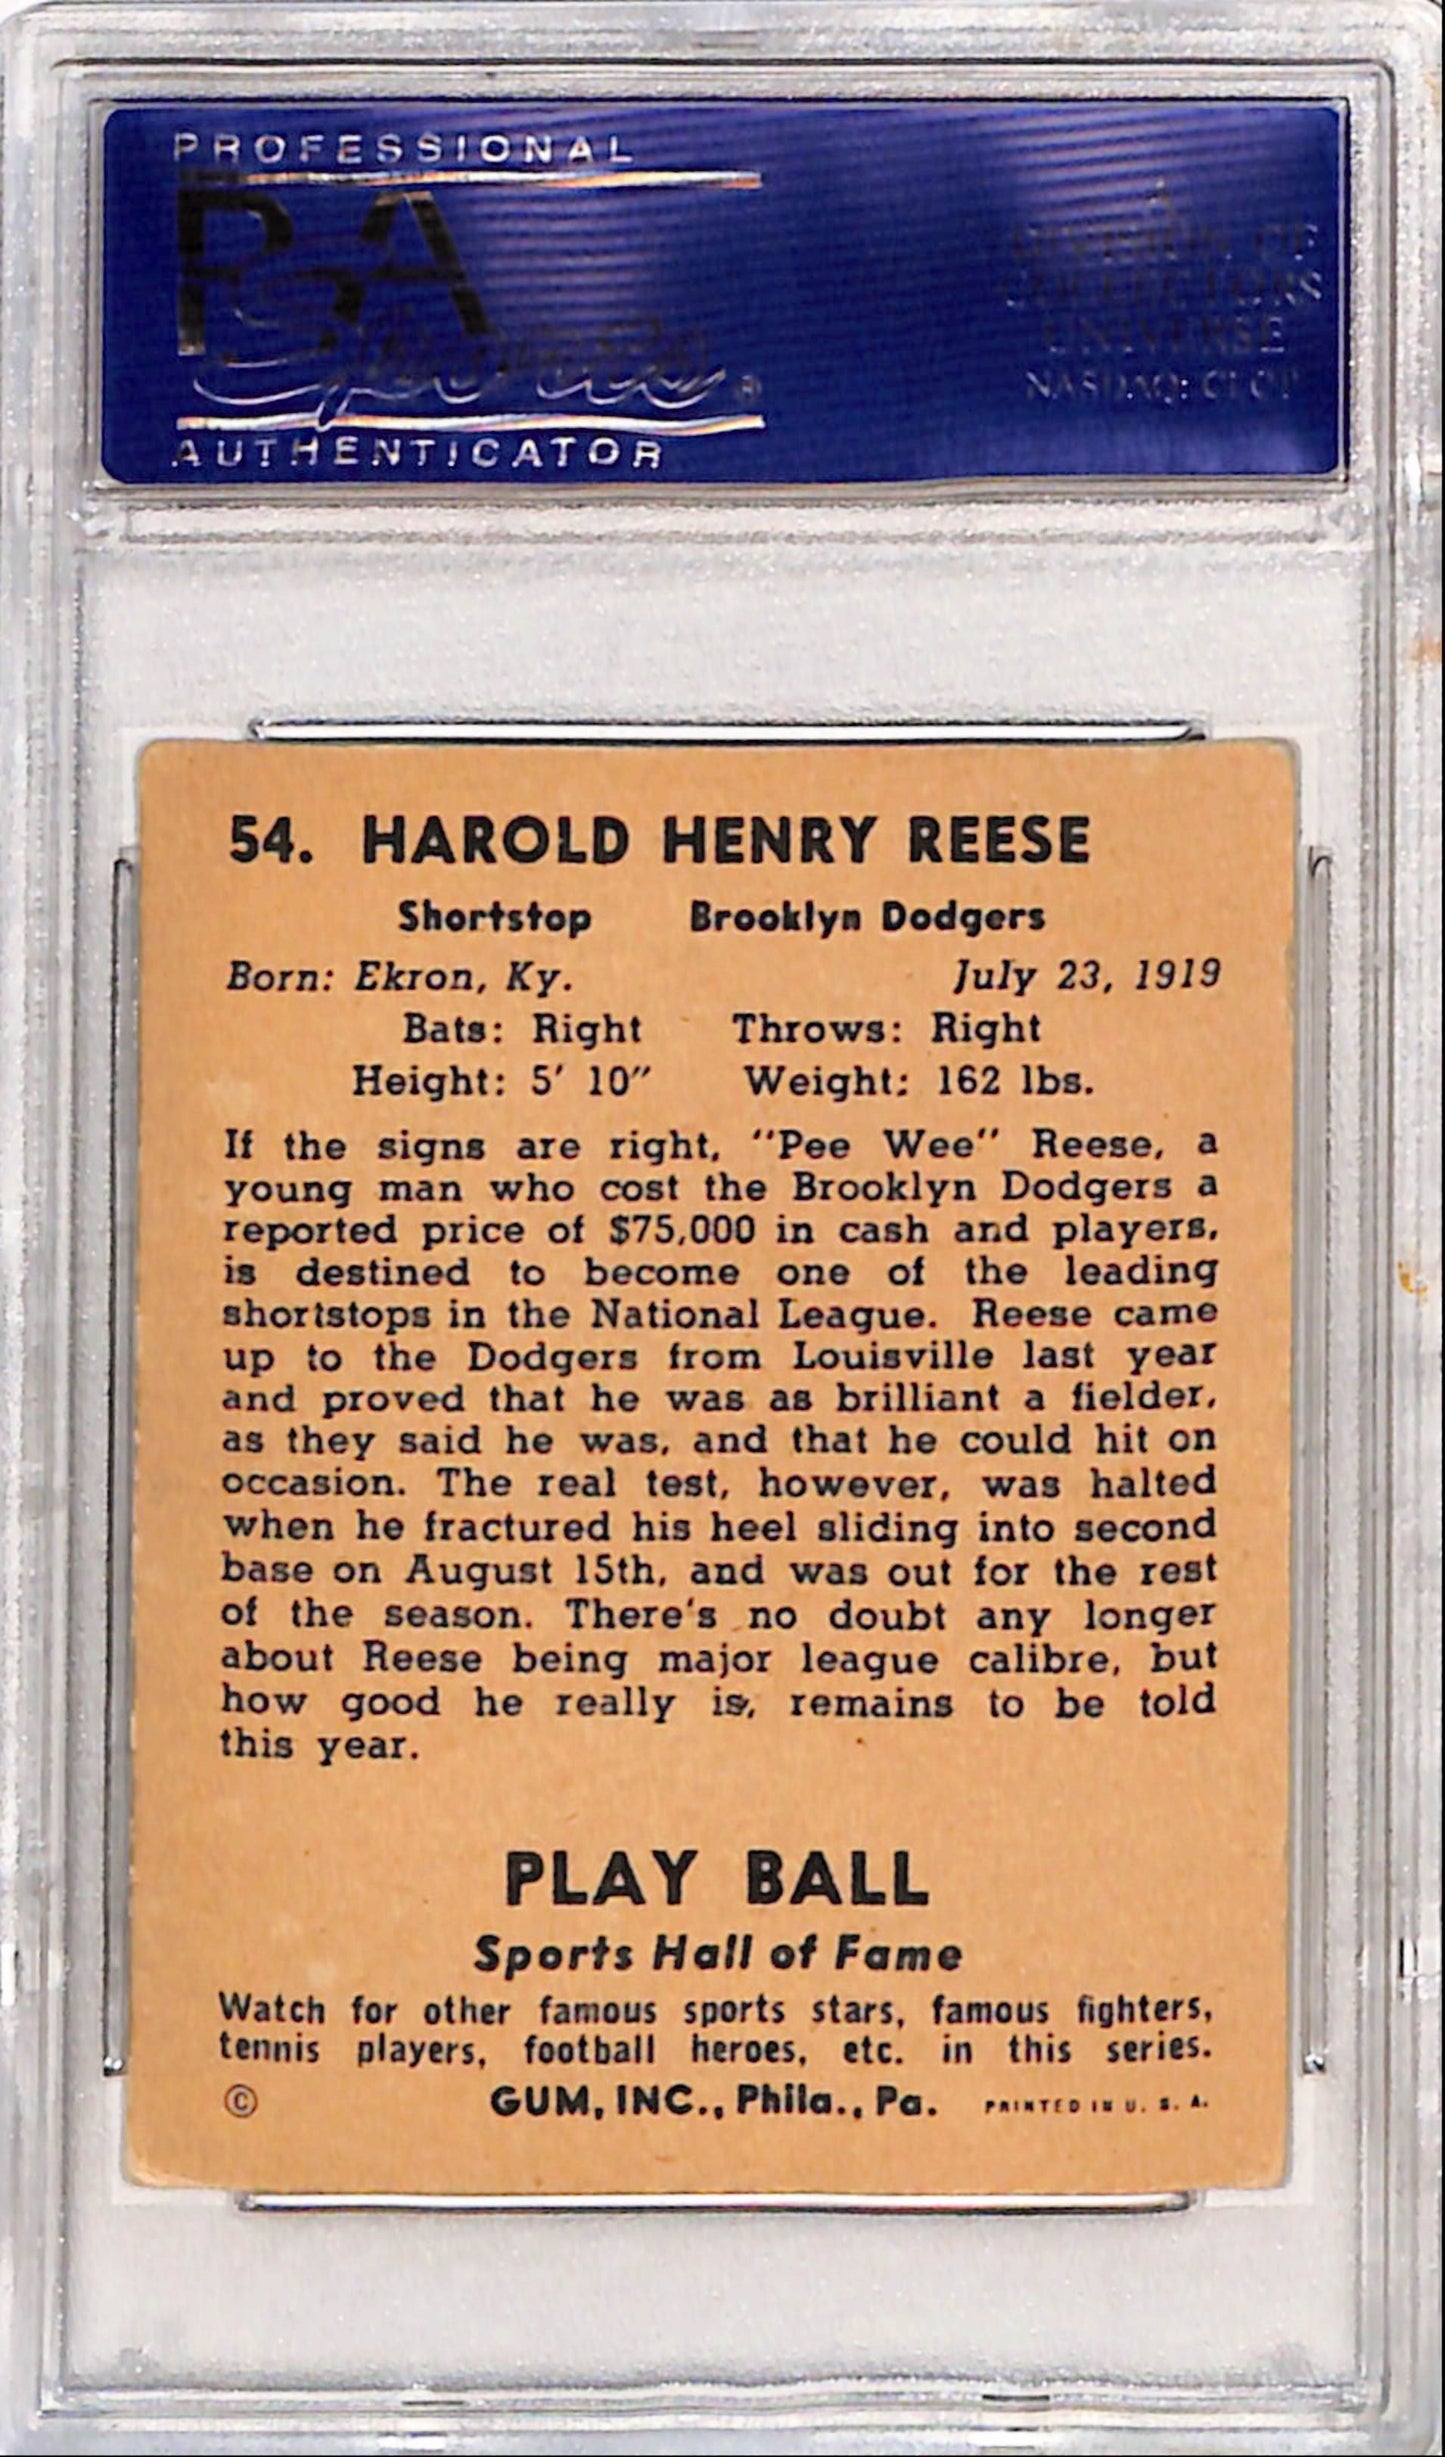 PROFESSIONAL
PSA
Sports
®
AUTHENTICATOR
A
DIVISION OF
COLLECTORS
UNIVERSE
NASDAQ: CLCT
54. HAROLD HENRY REESE
Shortstop Brooklyn Dodgers
Born: Ekron, Ky. July 23, 1919
Bats: Right Throws: Right
Height: 5' 10" Weight: 162 lbs.
If the signs are right, "Pee Wee" Reese, a
young man who cost the Brooklyn Dodgers a
reported price of $75,000 in cash and players,
is destined to become one of the leading
shortstops in the National League. Reese came
up to the Dodgers from Louisville last year
and proved that he was as brilliant a fielder,
as they said he was, and that he could hit on
occasion. The real test, however, was halted
when he fractured his heel sliding into second
base on August 15th, and was out for the rest
of the season. There's no doubt any longer
about Reese being major league calibre, but
how good he really is, remains to be told
this year.
PLAY BALL
Sports Hall of Fame
Watch for other famous sports stars, famous fighters,
tennis players, football heroes, etc. in this series.
© GUM, INC., Phila., Pa. PRINTED IN U. S. A.